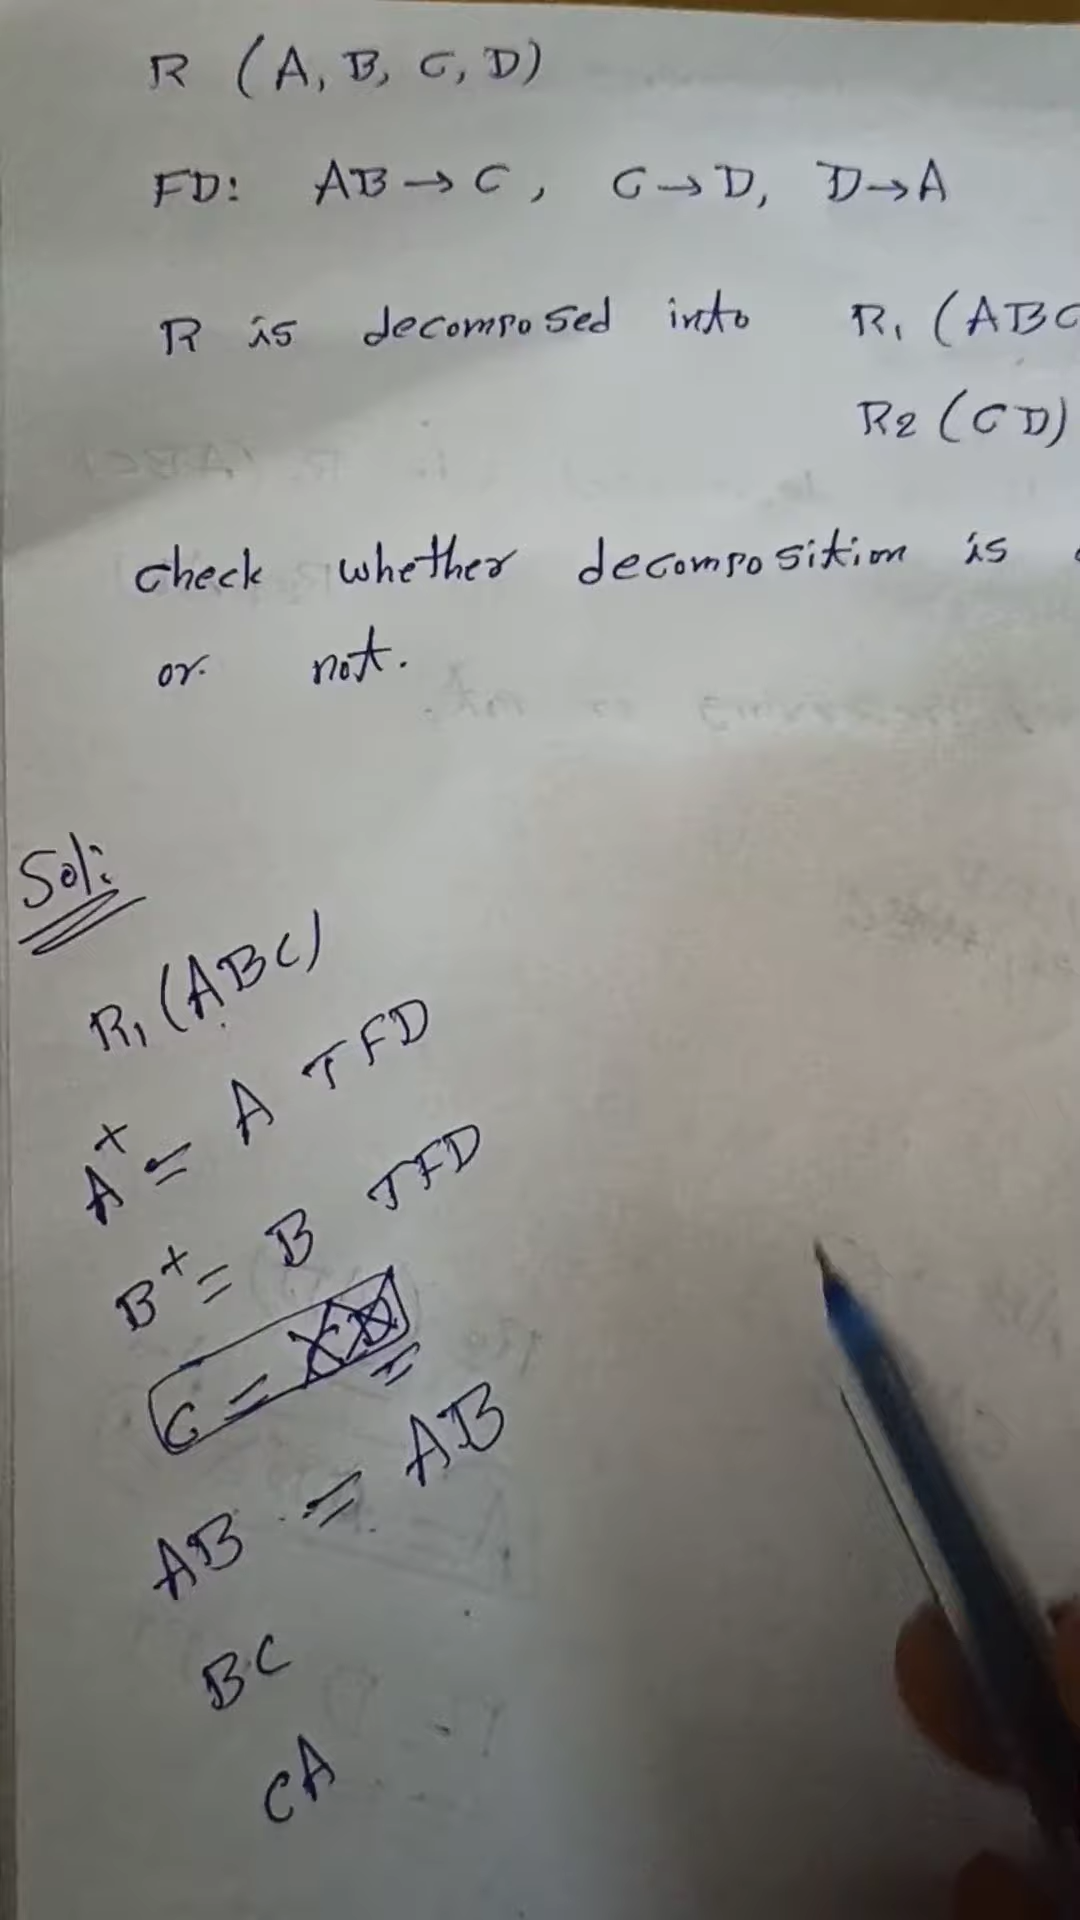 R (A, B, C, D)
FD: AB → C, C → D, D → A
R is decomposed into R1 (ABC
R2 (CD)
check whether decomposition is
or not.
Sol:
R1 (ABC)
A+ = A TFD
B+ = B TFD
C =
AB = AB
BC
CA